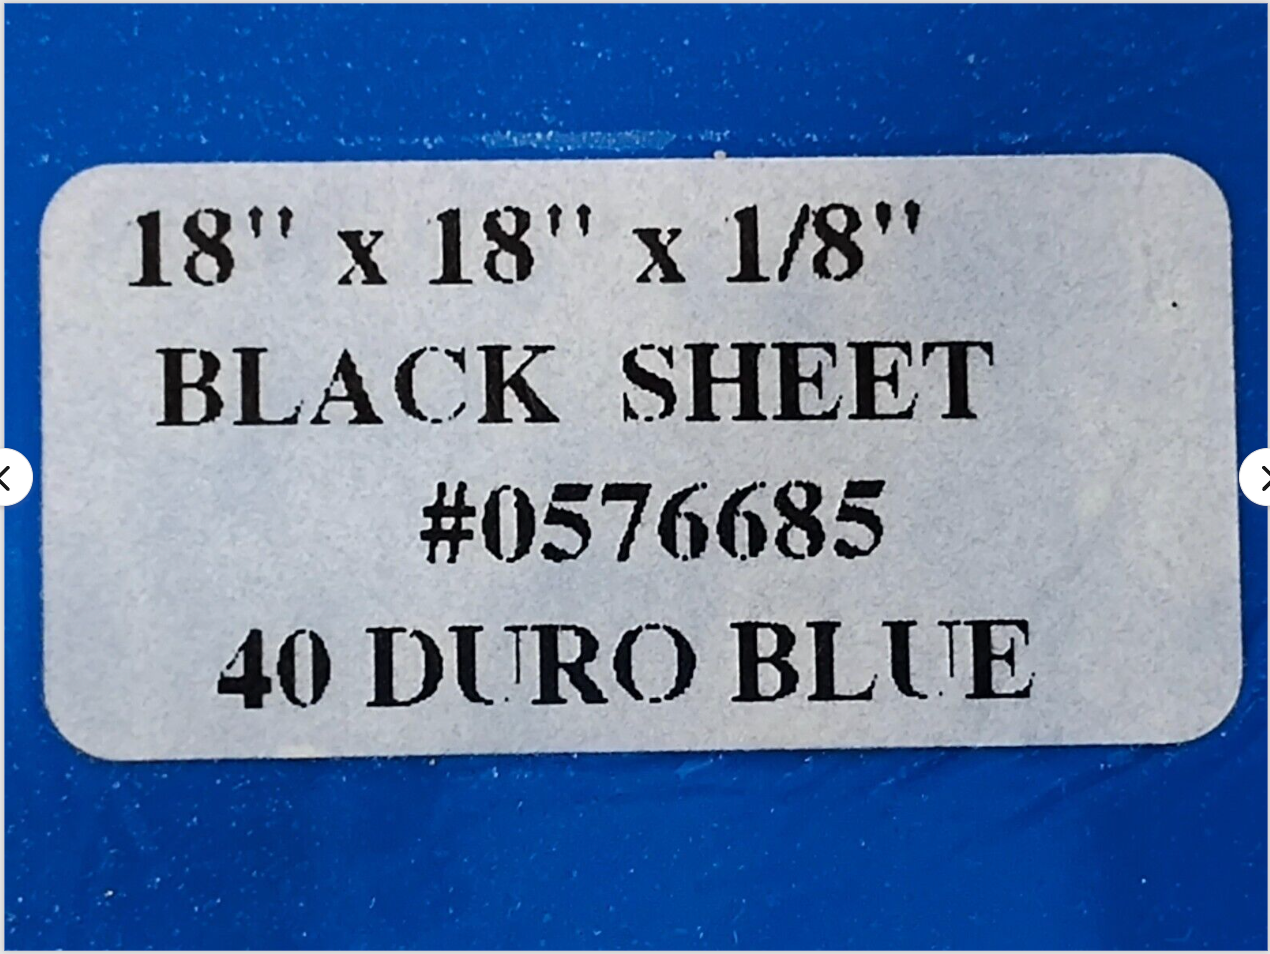 18" x 18" x 1/8"
BLACK SHEET
#0576685
40 DURO BLUE